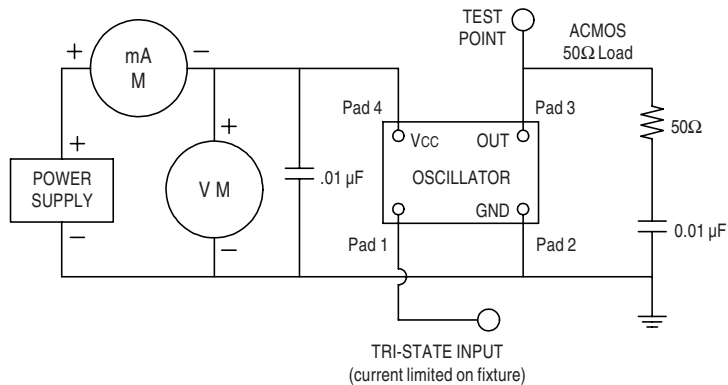 TEST
POINT
ACMOS
50Ω Load
+
mA
M
−
+
Pad 4
Pad 3
+
+
VCC
OUT
50Ω
POWER
SUPPLY
V M
.01 µF
OSCILLATOR
GND
−
−
Pad 1
Pad 2
0.01 µF
TRI-STATE INPUT
(current limited on fixture)